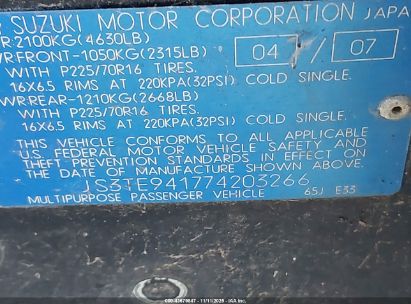 SUZUKI MOTOR CORPORATION JAPA
R:2100KG(4630LB)
04 / 07
WRFRONT-1050KG(2315LB)
WITH P225/70R16 TIRES.
16X6.5 RIMS AT 220KPA(32PSI) COLD SINGLE.
WRREAR-1210KG(2668LB)
WITH P225/70R16 TIRES.
16X6.5 RIMS AT 220KPA(32PSI) COLD SINGLE.
THIS VEHICLE CONFORMS TO ALL APPLICABLE
U.S. FEDERAL MOTOR VEHICLE SAFETY AND
THEFT PREVENTION STANDARDS IN EFFECT ON
THE DATE OF MANUFACTURE SHOWN ABOVE.
JS3TE941774203266
MULTIPURPOSE PASSENGER VEHICLE 65J E33